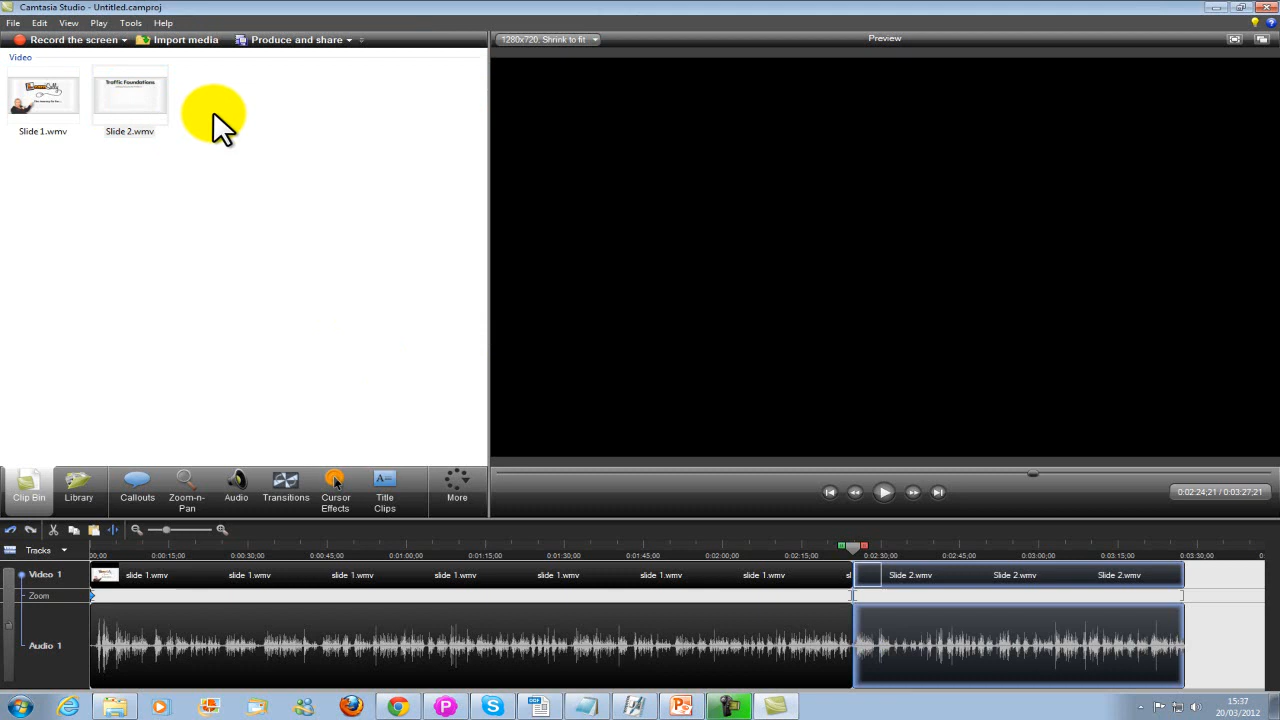 Camtasia Studio - Untitled.camproj
File Edit View Play Tools Help
Record the screen Import media Produce and share
1280x720, Shrink to fit
Preview
Video
Traffic Foundations
Slide 1.wmv Slide 2.wmv
Clip Bin Library Callouts Zoom-n-Pan Audio Transitions Cursor Effects Title Clips More
0:02:24;21 / 0:03:27;21
Tracks
00;00 0:00:15;00 0:00:30;00 0:00:45;00 0:01:00;00 0:01:15;00 0:01:30;00 0:01:45;00 0:02:00;00 0:02:15;00 0:02:30;00 0:02:45;00 0:03:00;00 0:03:15;00 0:03:30;00
Video 1 slide 1.wmv slide 1.wmv slide 1.wmv slide 1.wmv slide 1.wmv slide 1.wmv slide 1.wmv sl Slide 2.wmv Slide 2.wmv Slide 2.wmv
Zoom
Audio 1
15:37
20/03/2012